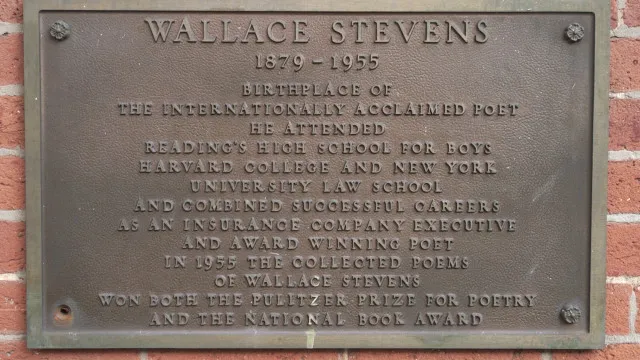 WALLACE STEVENS
1879 - 1955
BIRTHPLACE OF
THE INTERNATIONALLY ACCLAIMED POET
HE ATTENDED
READING'S HIGH SCHOOL FOR BOYS
HARVARD COLLEGE AND NEW YORK
UNIVERSITY LAW SCHOOL
AND COMBINED SUCCESSFUL CAREERS
AS AN INSURANCE COMPANY EXECUTIVE
AND AWARD WINNING POET
IN 1955 THE COLLECTED POEMS
OF WALLACE STEVENS
WON BOTH THE PULITZER PRIZE FOR POETRY
AND THE NATIONAL BOOK AWARD